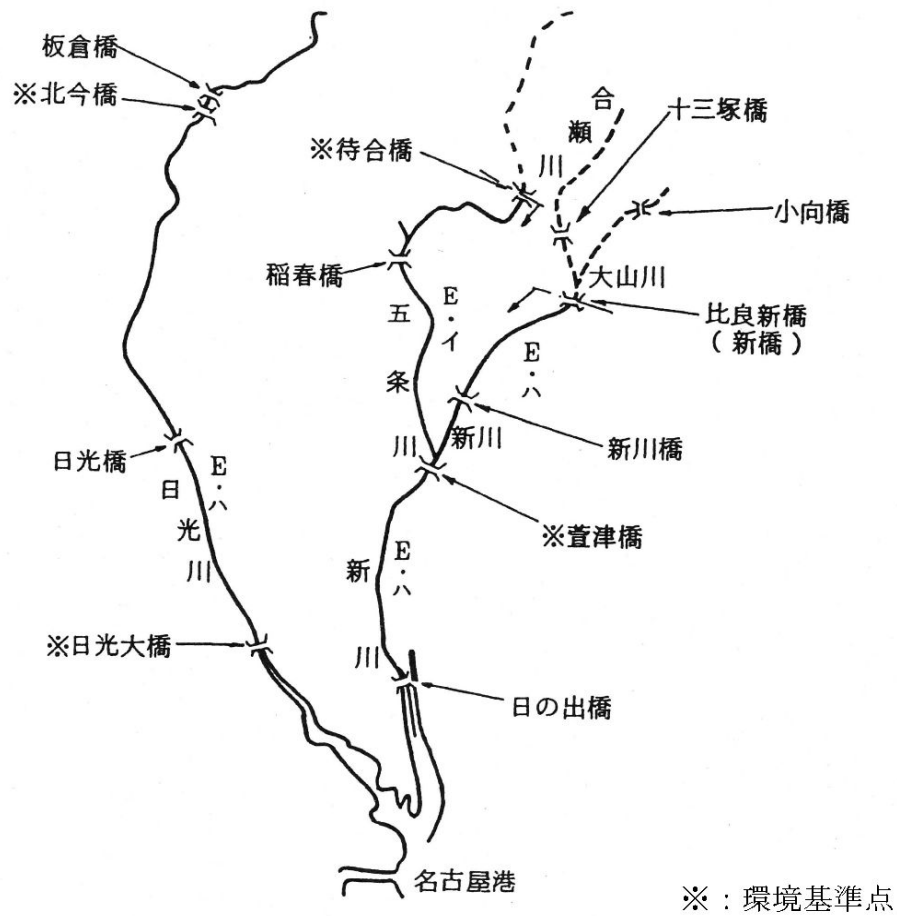 板倉橋
※北今橋
※待合橋
合瀬川
十三塚橋
小向橋
稲春橋
大山川
比良新橋
（新橋）
五条川
E・イ
E・ハ
新川
新川橋
日光橋
日光川
E・ハ
※萱津橋
新川
E・ハ
※日光大橋
日の出橋
名古屋港
※：環境基準点